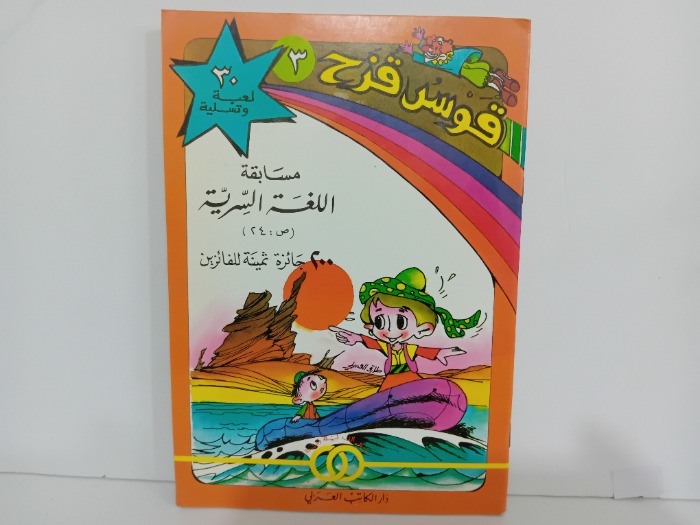 قوس قزح
٣
٣٠
لعبة
وتسلية
مسابقة
اللغة السرية
(ص: ٢٤)
٢٠٠ جائزة ثمينة للفائزين
دار الكاتب العربي